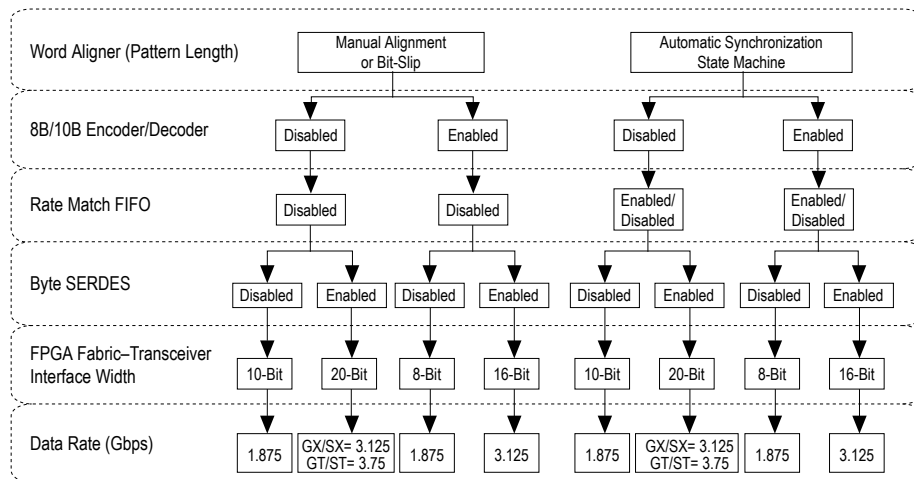 Word Aligner (Pattern Length)
Manual Alignment
or Bit-Slip
Automatic Synchronization
State Machine
8B/10B Encoder/Decoder
Disabled
Enabled
Disabled
Enabled
Rate Match FIFO
Disabled
Disabled
Enabled/
Disabled
Enabled/
Disabled
Byte SERDES
Disabled
Enabled
Disabled
Enabled
Disabled
Enabled
Disabled
Enabled
FPGA Fabric–Transceiver
Interface Width
10-Bit
20-Bit
8-Bit
16-Bit
10-Bit
20-Bit
8-Bit
16-Bit
Data Rate (Gbps)
1.875
GX/SX= 3.125
GT/ST= 3.75
1.875
3.125
1.875
GX/SX= 3.125
GT/ST= 3.75
1.875
3.125